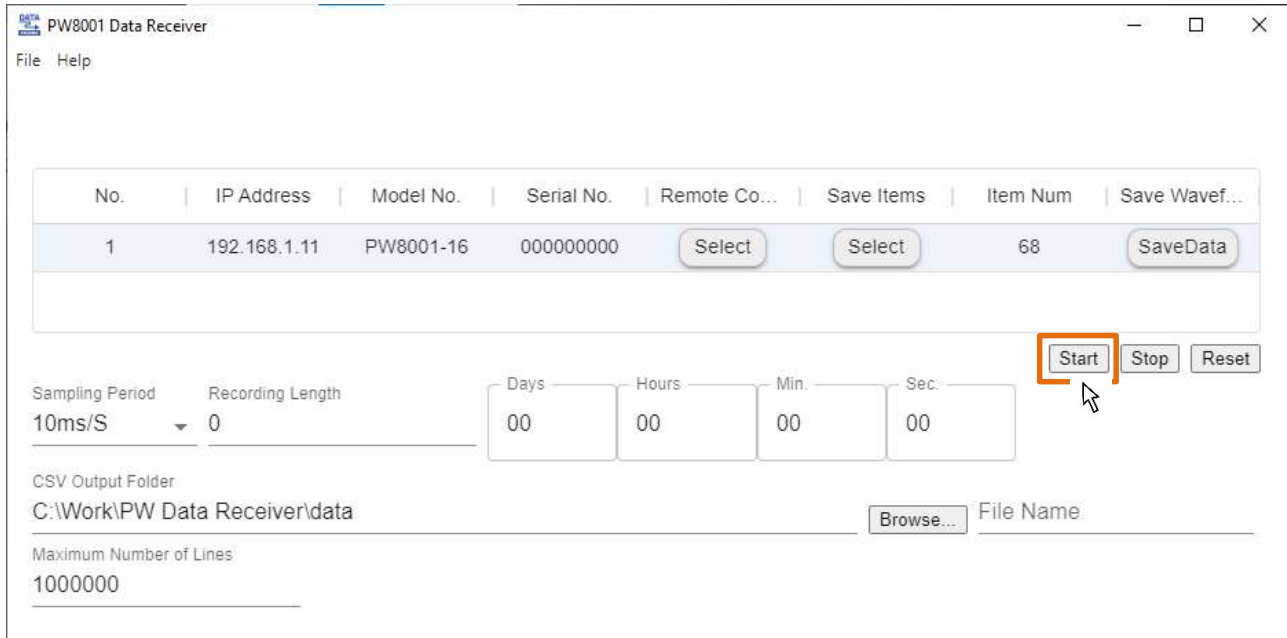 PW8001 Data Receiver
File Help
No. IP Address Model No. Serial No. Remote Co... Save Items Item Num Save Wavef...
1 192.168.1.11 PW8001-16 000000000 Select Select 68 SaveData
Start Stop Reset
Sampling Period Recording Length Days Hours Min. Sec.
10ms/S 0 00 00 00 00
CSV Output Folder
C:\Work\PW Data Receiver\data Browse... File Name
Maximum Number of Lines
1000000